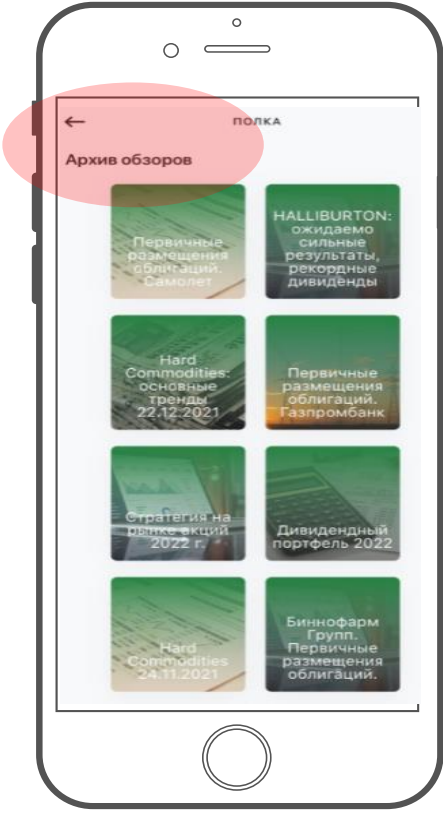 ПОЛКА
Архив обзоров
Первичные
размещения
облигаций.
Самолет
HALLIBURTON:
ожидаемо
сильные
результаты,
рекордные
дивиденды
Hard
Commodities:
основные
тренды
22.12.2021
Первичные
размещения
облигаций.
Газпромбанк
Стратегия на
рынке акций
2022 г.
Дивидендный
портфель 2022
Hard
Commodities
24.11.2021
Биннофарм
Групп.
Первичные
размещения
облигаций.